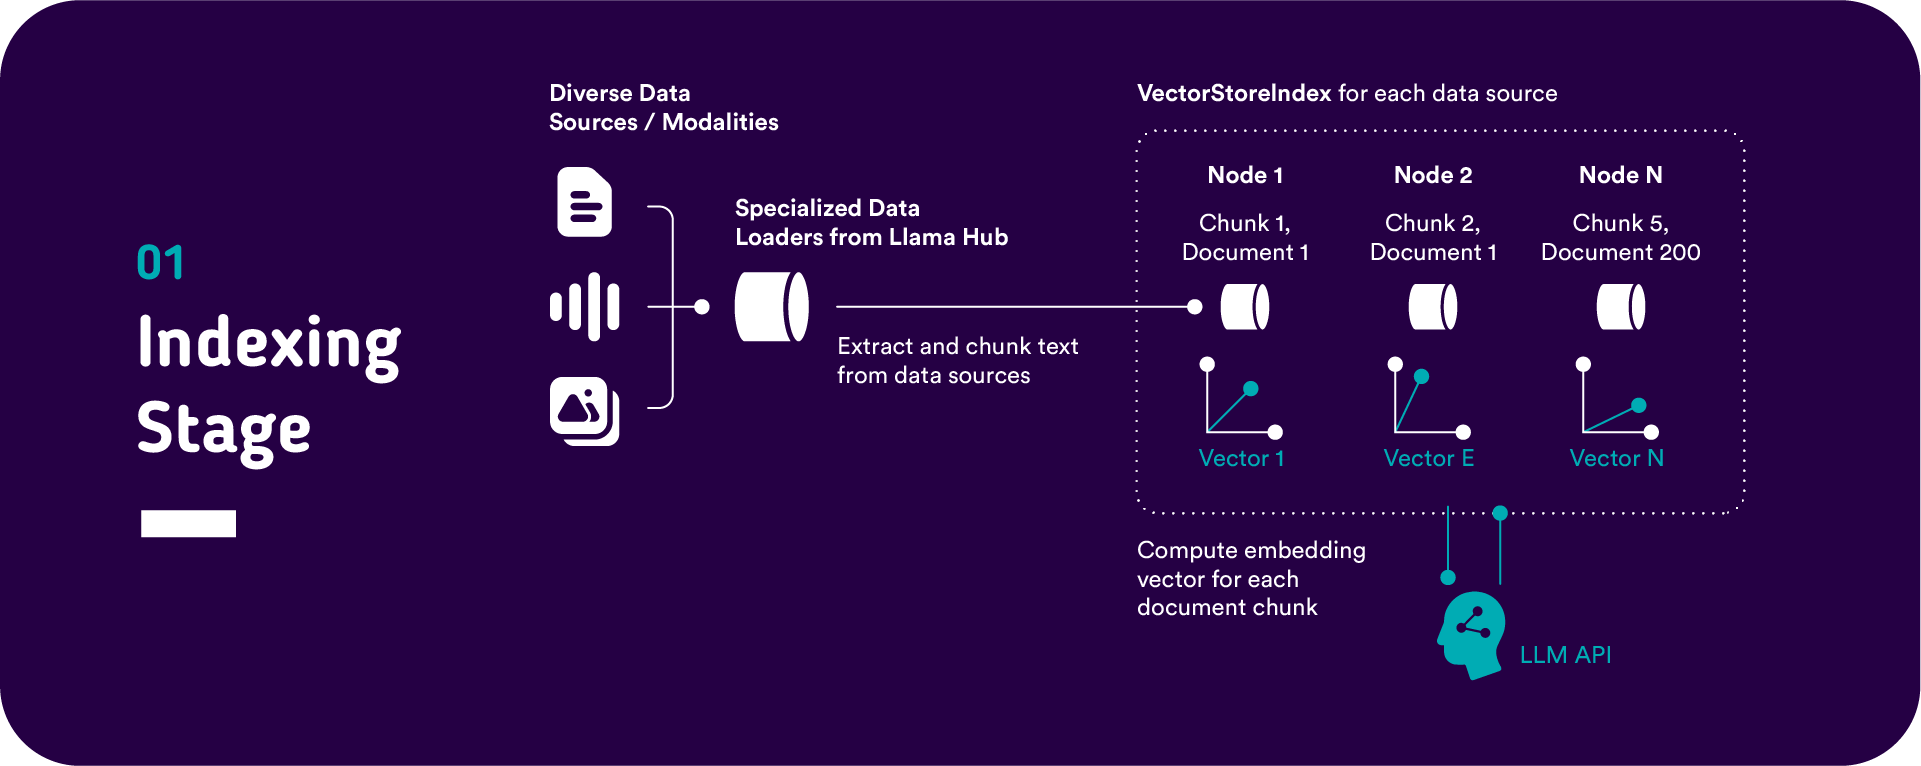 01
Indexing
Stage
Diverse Data
Sources / Modalities
Specialized Data
Loaders from Llama Hub
Extract and chunk text
from data sources
VectorStoreIndex for each data source
Node 1
Chunk 1,
Document 1
Vector 1
Node 2
Chunk 2,
Document 1
Vector E
Node N
Chunk 5,
Document 200
Vector N
Compute embedding
vector for each
document chunk
LLM API